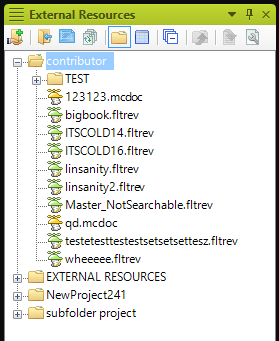 External Resources
contributor
TEST
123123.mcdoc
bigbook.fltrev
ITSCOLD14.fltrev
ITSCOLD16.fltrev
linsanity.fltrev
linsanity2.fltrev
Master_NotSearchable.fltrev
qd.mcdoc
testetesttestestsetsetsettesz.fltrev
wheeeee.fltrev
EXTERNAL RESOURCES
NewProject241
subfolder project